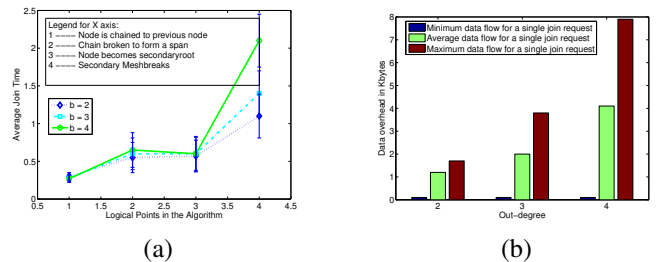 Legend for X axis:
1 ---- Node is chained to previous node
2 ---- Chain broken to form a span
3 ---- Node becomes secondaryroot
4 ---- Secondary Meshbreaks
b = 2
b = 3
b = 4
Average Join Time
2.5
2
1.5
1
0.5
0
0.5 1 1.5 2 2.5 3 3.5 4 4.5
Logical Points in the Algorithm
(a)
Minimum data flow for a single join request
Average data flow for a single join request
Maximum data flow for a single join request
Data overhead in Kbytes
8
7
6
5
4
3
2
1
0
2 3 4
Out-degree
(b)